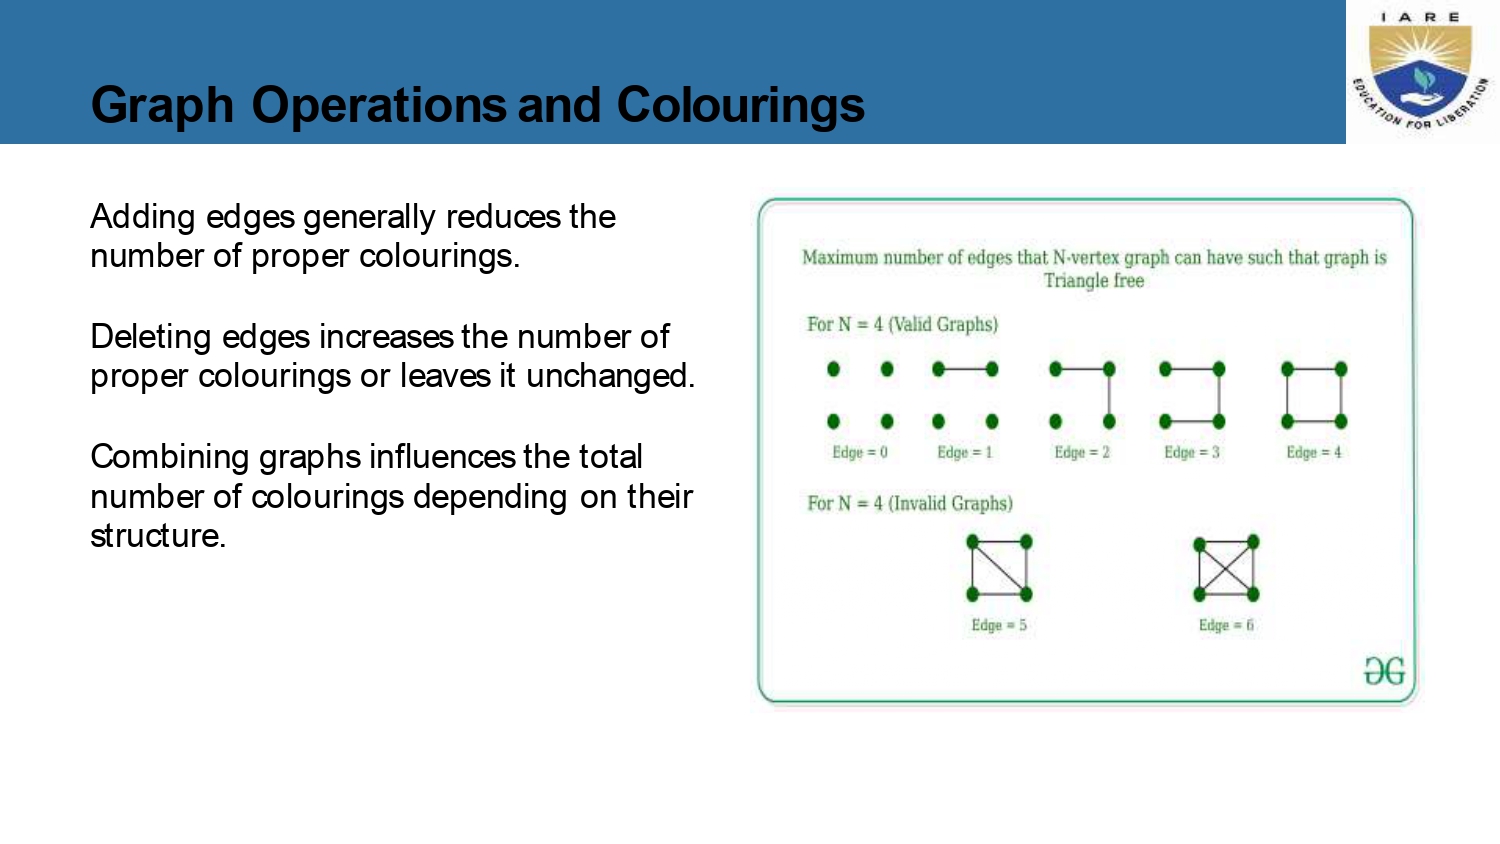 IARE
EDUCATION FOR LIBERATION
Graph Operations and Colourings
Adding edges generally reduces the
number of proper colourings.
Deleting edges increases the number of
proper colourings or leaves it unchanged.
Combining graphs influences the total
number of colourings depending on their
structure.
Maximum number of edges that N-vertex graph can have such that graph is
Triangle free
For N = 4 (Valid Graphs)
Edge = 0 Edge = 1 Edge = 2 Edge = 3 Edge = 4
For N = 4 (Invalid Graphs)
Edge = 5 Edge = 6